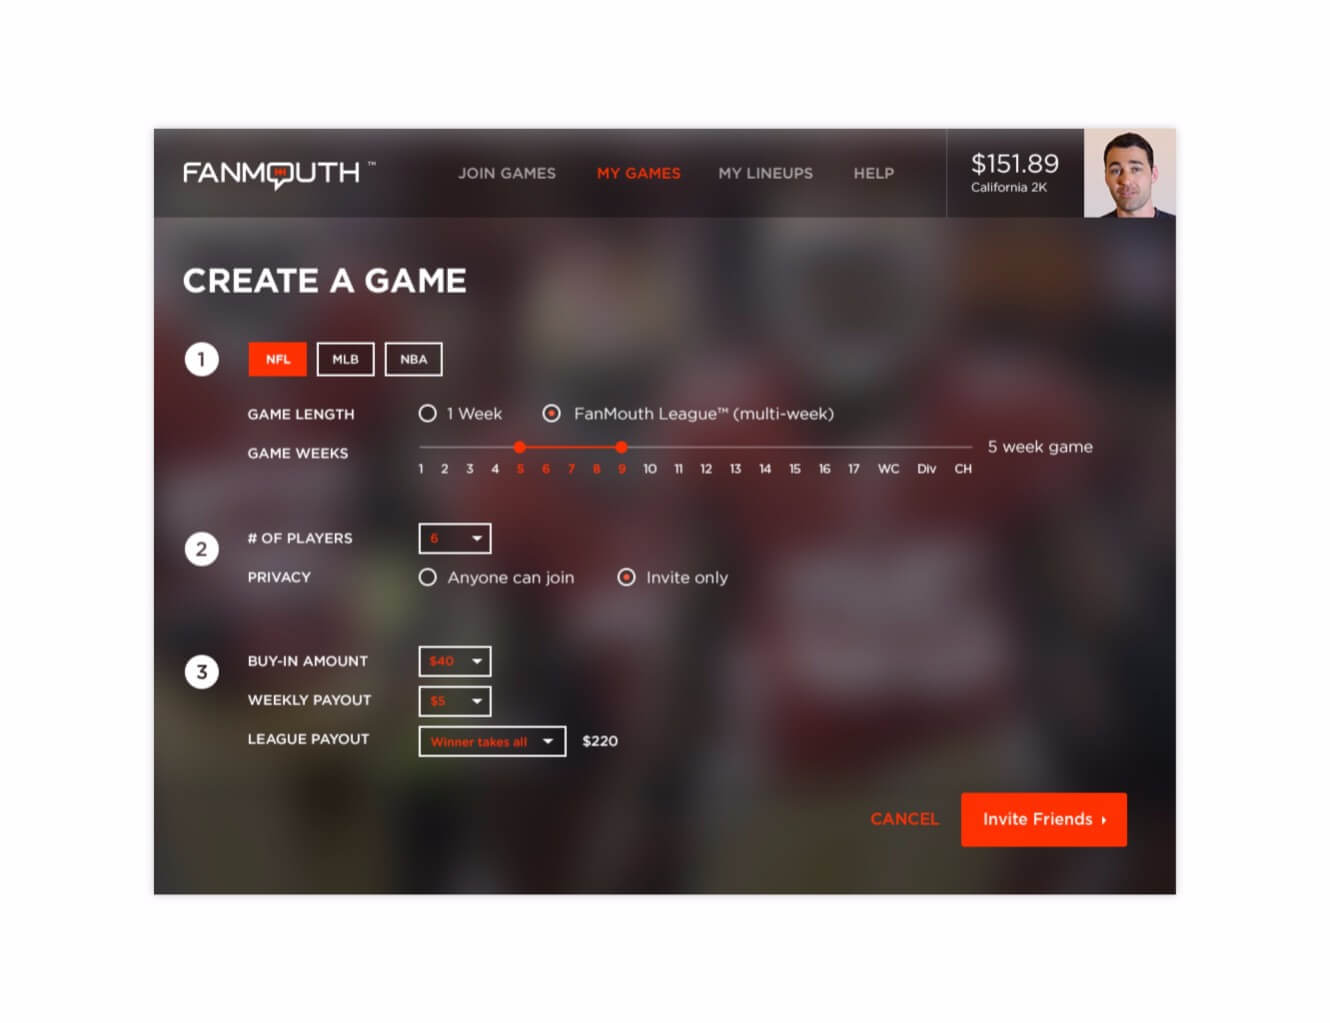 FANMOUTH™ JOIN GAMES MY GAMES MY LINEUPS HELP $151.89
California 2K
CREATE A GAME
1 NFL MLB NBA
GAME LENGTH 1 Week FanMouth League™ (multi-week)
GAME WEEKS 5 week game
1 2 3 4 5 6 7 8 9 10 11 12 13 14 15 16 17 WC Div CH
2 # OF PLAYERS 6
PRIVACY Anyone can join Invite only
3 BUY-IN AMOUNT $40
WEEKLY PAYOUT $5
LEAGUE PAYOUT Winner takes all $220
CANCEL Invite Friends